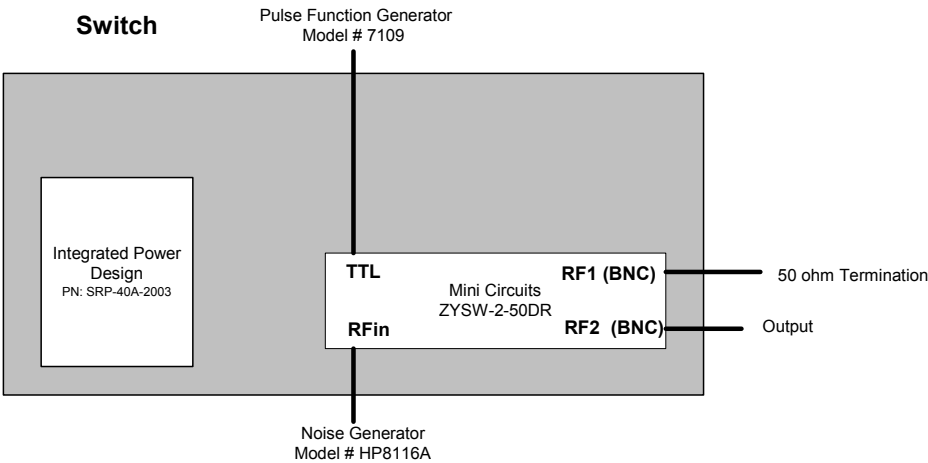 Switch
Pulse Function Generator
Model # 7109
Integrated Power
Design
PN: SRP-40A-2003
TTL
RF1 (BNC)
Mini Circuits
ZYSW-2-50DR
RFin
RF2 (BNC)
50 ohm Termination
Output
Noise Generator
Model # HP8116A